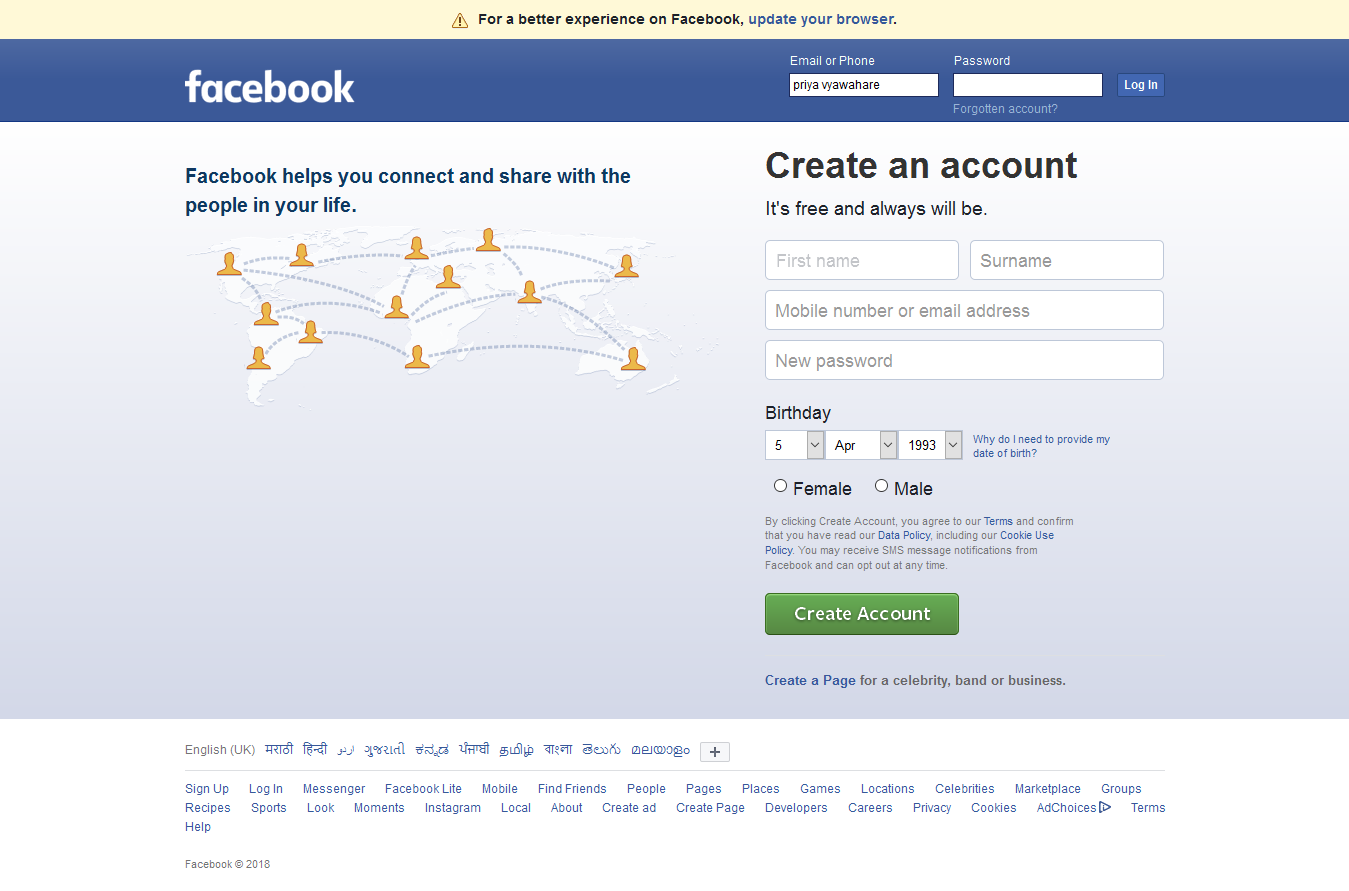 For a better experience on Facebook, update your browser.
facebook
Email or Phone
Password
priya vyawahare
Log In
Forgotten account?
Facebook helps you connect and share with the
people in your life.
Create an account
It's free and always will be.
First name
Surname
Mobile number or email address
New password
Birthday
5
Apr
1993
Why do I need to provide my
date of birth?
Female
Male
By clicking Create Account, you agree to our Terms and confirm
that you have read our Data Policy, including our Cookie Use
Policy. You may receive SMS message notifications from
Facebook and can opt out at any time.
Create Account
Create a Page for a celebrity, band or business.
English (UK) मराठी हिन्दी اردو ગુજરાતી ಕನ್ನಡ ਪੰਜਾਬੀ தமிழ் বাংলা తెలుగు മലയാളം +
Sign Up Log In Messenger Facebook Lite Mobile Find Friends People Pages Places Games Locations Celebrities Marketplace Groups
Recipes Sports Look Moments Instagram Local About Create ad Create Page Developers Careers Privacy Cookies AdChoices Terms
Help
Facebook © 2018